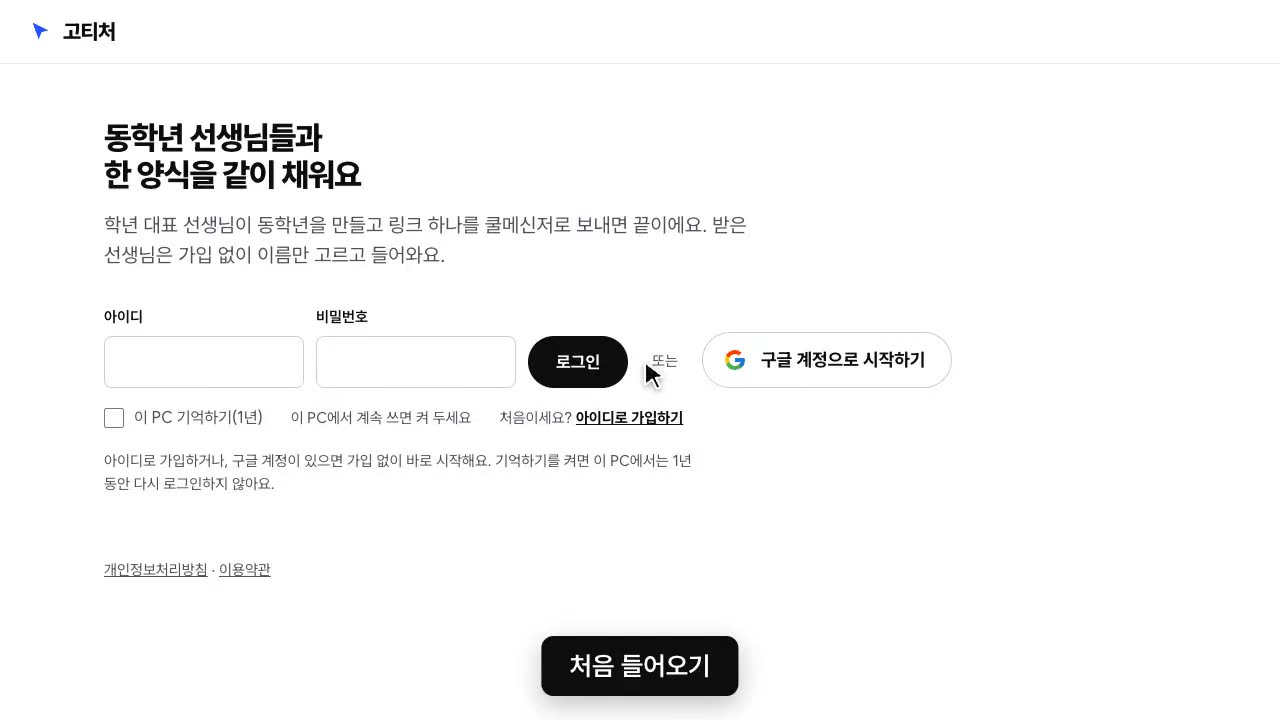 고티처
동학년 선생님들과
한 양식을 같이 채워요
학년 대표 선생님이 동학년을 만들고 링크 하나를 쿨메신저로 보내면 끝이에요. 받은
선생님은 가입 없이 이름만 고르고 들어와요.
아이디
비밀번호
로그인
또는
구글 계정으로 시작하기
이 PC 기억하기(1년)
이 PC에서 계속 쓰면 켜 두세요
처음이세요? 아이디로 가입하기
아이디로 가입하거나, 구글 계정이 있으면 가입 없이 바로 시작해요. 기억하기를 켜면 이 PC에서는 1년
동안 다시 로그인하지 않아요.
개인정보처리방침 · 이용약관
처음 들어오기